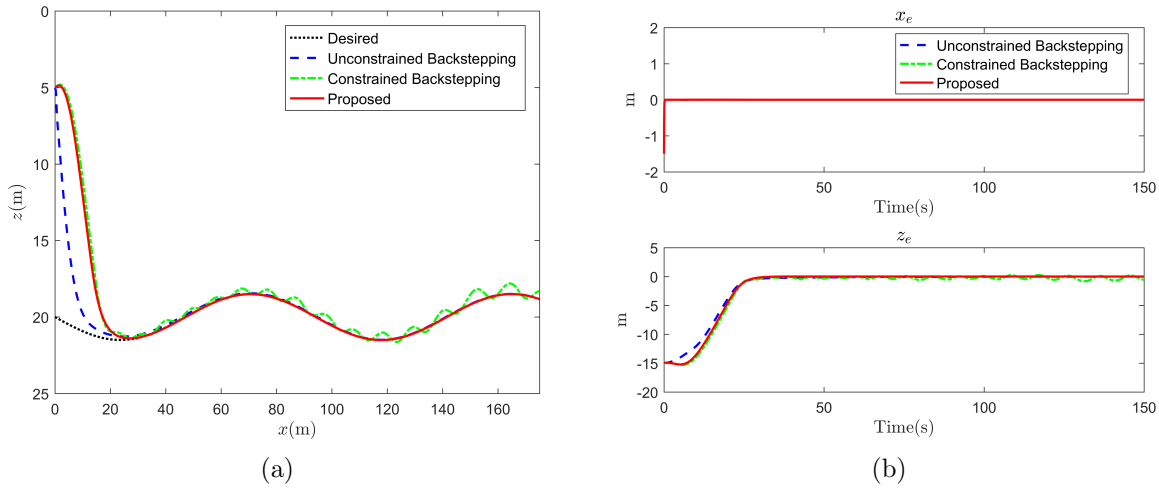 0
5
10
15
20
25
z(m)
0 20 40 60 80 100 120 140 160
x(m)
Desired
Unconstrained Backstepping
Constrained Backstepping
Proposed
(a)
x_e
2
1
0
-1
-2
m
0 50 100 150
Time(s)
Unconstrained Backstepping
Constrained Backstepping
Proposed
z_e
5
0
-5
-10
-15
-20
m
0 50 100 150
Time(s)
(b)